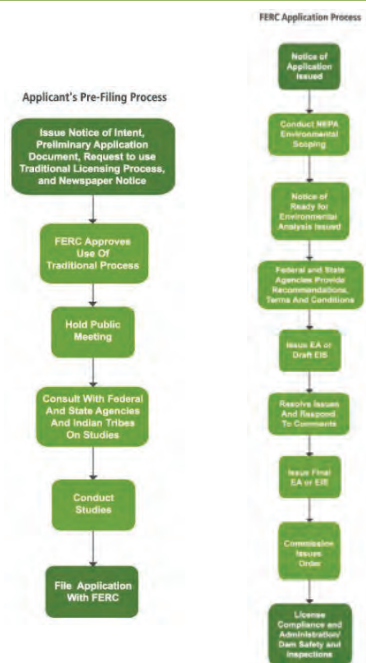 Applicant's Pre-Filing Process
Issue Notice of Intent,
Preliminary Application
Document, Request to use
Traditional Licensing Process,
and Newspaper Notice
FERC Approves
Use Of
Traditional Process
Hold Public
Meeting
Consult With Federal
And State Agencies
And Indian Tribes
On Studies
Conduct
Studies
File Application
With FERC
FERC Application Process
Notice of
Application
Issued
Conduct NEPA
Environmental
Scoping
Notice of
Ready for
Environmental
Analysis Issued
Federal and State
Agencies Provide
Recommendations,
Terms And Conditions
Issue EA or
Draft EIS
Resolve Issues
And Respond
To Comments
Issue Final
EA or EIS
Commission
Issues
Order
License
Compliance and
Administration/
Dam Safety and
Inspections